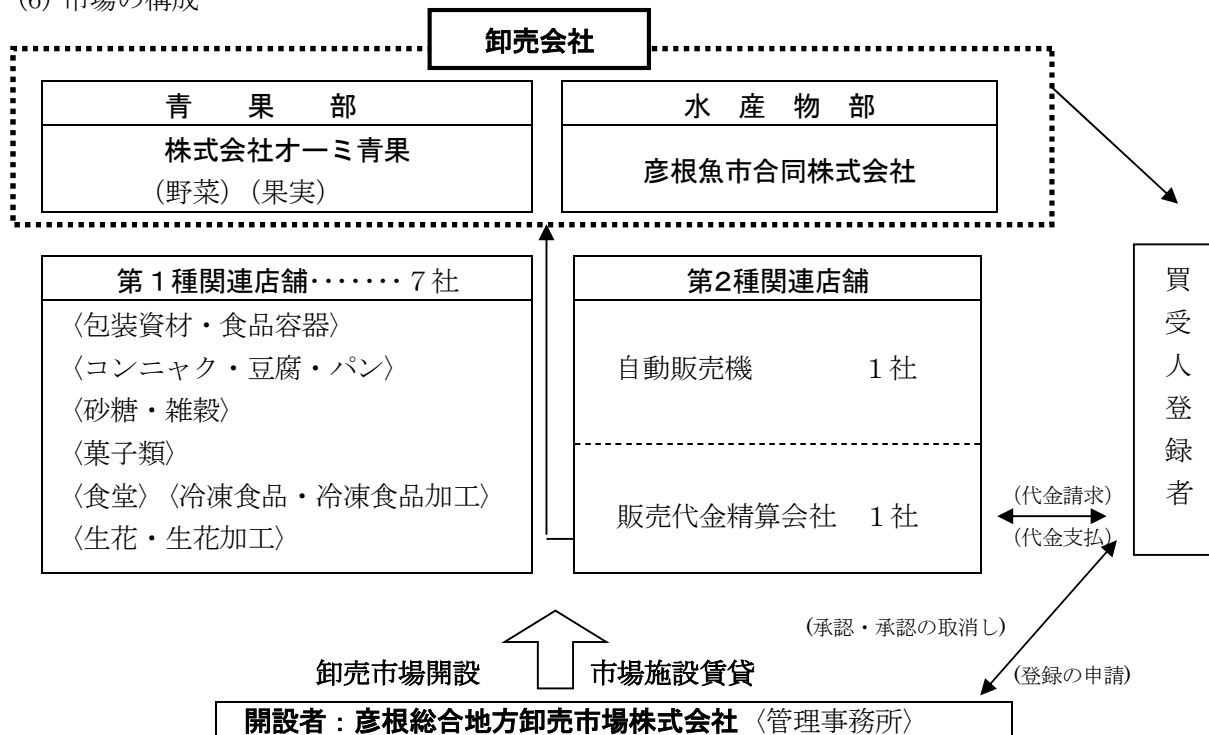 (6) 市場の構成
卸売会社
青果部
株式会社オーミ青果
(野菜)(果実)
水産物部
彦根魚市合同株式会社
第１種関連店舗‥‥‥‥７社
〈包装資材・食品容器〉
〈コンニャク・豆腐・パン〉
〈砂糖・雑穀〉
〈菓子類〉
〈食堂〉〈冷凍食品・冷凍食品加工〉
〈生花・生花加工〉
第2種関連店舗
自動販売機　１社
販売代金精算会社　１社
(代金請求)
(代金支払)
買受人登録者
(承認・承認の取消し)
(登録の申請)
卸売市場開設　市場施設賃貸
開設者：彦根総合地方卸売市場株式会社〈管理事務所〉